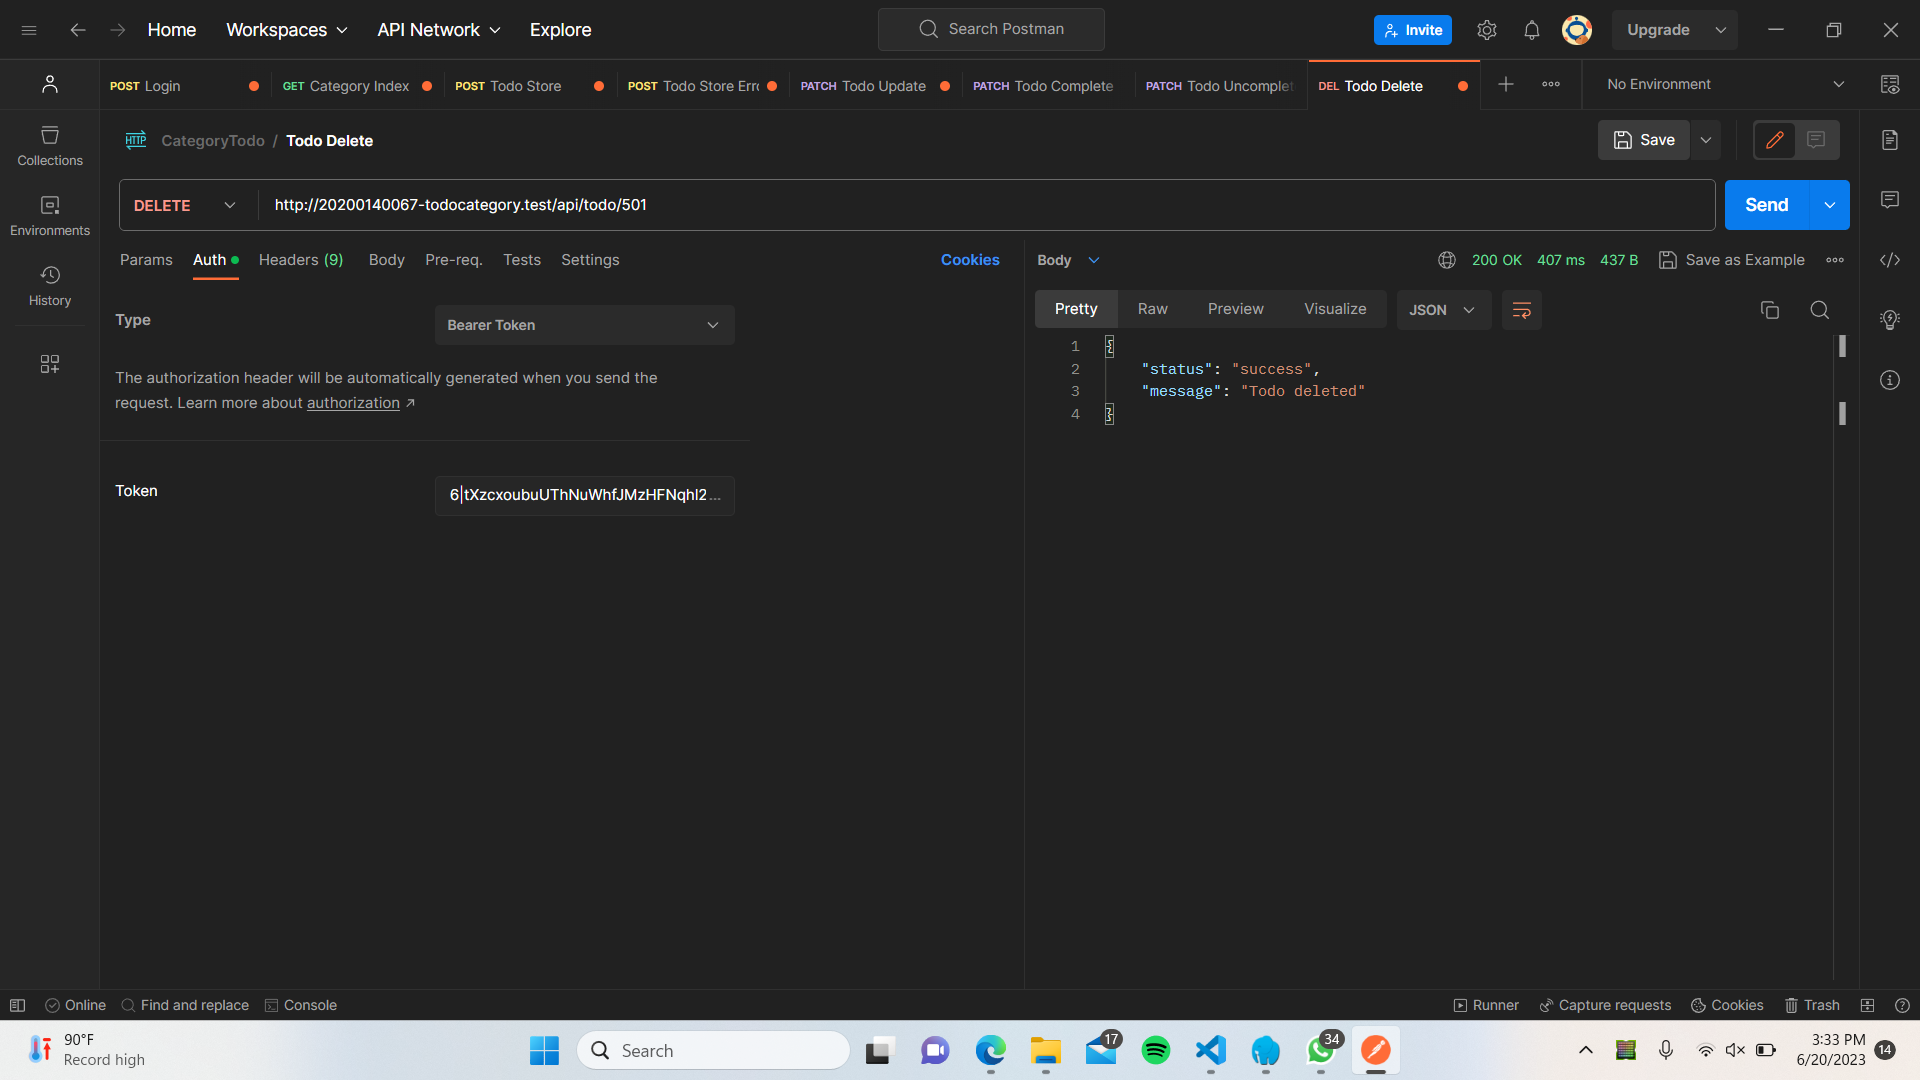 Home
Workspaces
API Network
Explore
Search Postman
Invite
Upgrade
POST Login
GET Category Index
POST Todo Store
POST Todo Store Err
PATCH Todo Update
PATCH Todo Complete
PATCH Todo Uncomplet
DEL Todo Delete
No Environment
HTTP CategoryTodo / Todo Delete
Save
Collections
Environments
History
DELETE
http://20200140067-todocategory.test/api/todo/501
Send
Params
Auth
Headers (9)
Body
Pre-req.
Tests
Settings
Cookies
Body
200 OK 407 ms 437 B
Save as Example
Type
Bearer Token
The authorization header will be automatically generated when you send the
request. Learn more about authorization ↗
Token
6|tXzcxoubuUThNuWhfJMzHFNqhI2...
Pretty
Raw
Preview
Visualize
JSON
1 {
2 "status": "success",
3 "message": "Todo deleted"
4 }
Online
Find and replace
Console
Runner
Capture requests
Cookies
Trash
90°F
Record high
Search
17
34
3:33 PM
6/20/2023
14